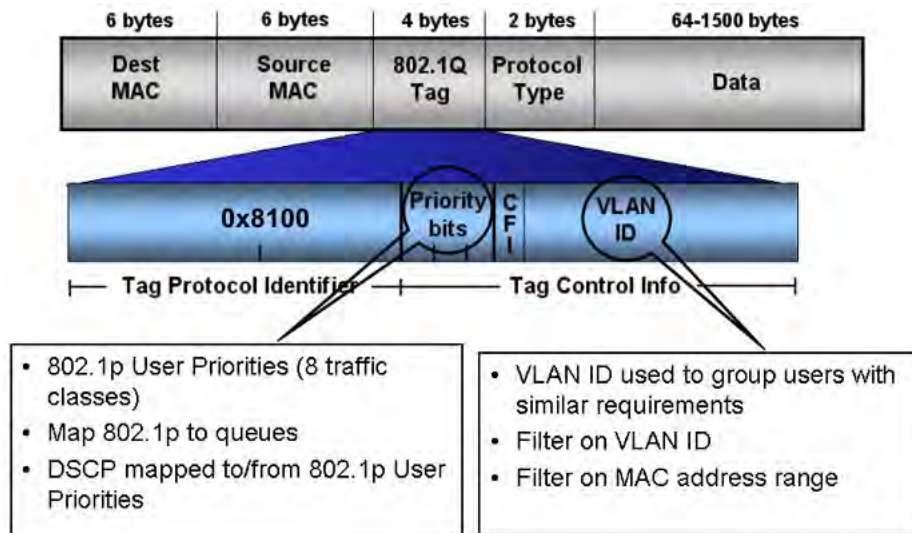 6 bytes 6 bytes 4 bytes 2 bytes 64-1500 bytes
Dest MAC
Source MAC
802.1Q Tag
Protocol Type
Data
0x8100
Priority bits
CFI
VLAN ID
Tag Protocol Identifier
Tag Control Info
• 802.1p User Priorities (8 traffic
classes)
• Map 802.1p to queues
• DSCP mapped to/from 802.1p User
Priorities
• VLAN ID used to group users with
similar requirements
• Filter on VLAN ID
• Filter on MAC address range